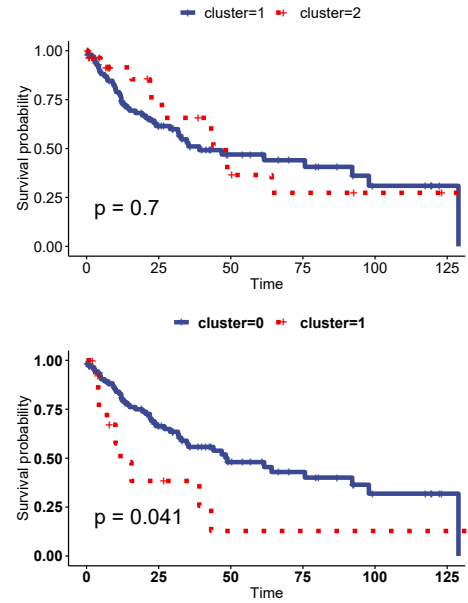 cluster=1 cluster=2
1.00
0.75
0.50
0.25
0.00
Survival probability
p = 0.7
0 25 50 75 100 125
Time
cluster=0 cluster=1
1.00
0.75
0.50
0.25
0.00
Survival probability
p = 0.041
0 25 50 75 100 125
Time